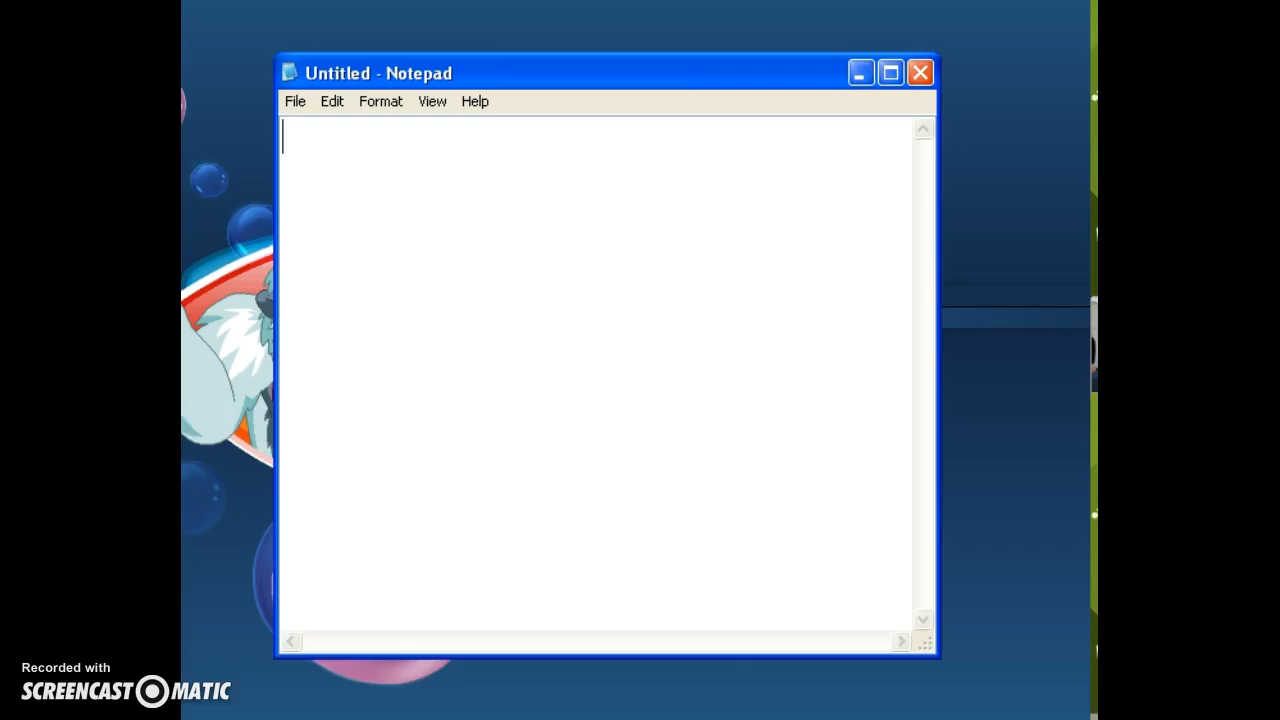 Untitled - Notepad
File Edit Format View Help
Recorded with
SCREENCAST MATIC